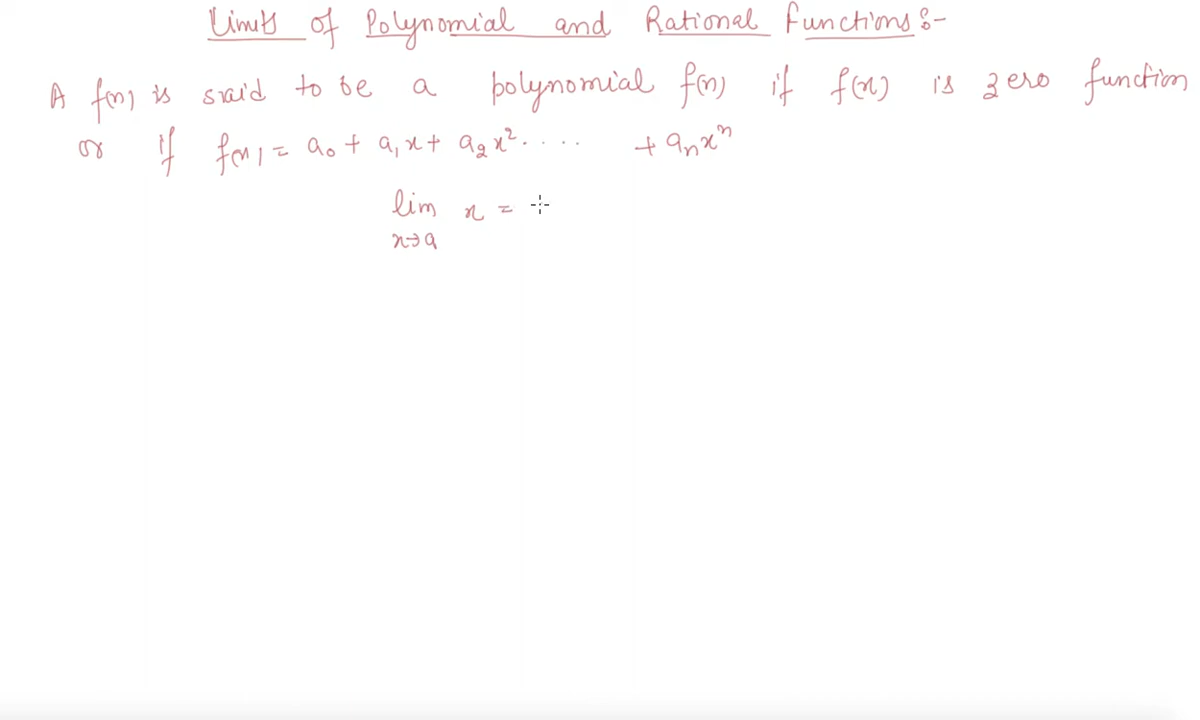 Limits of Polynomial and Rational Functions:-
A f(x) is said to be a polynomial f(x) if f(x) is zero function
or if f(x) = a₀ + a₁x + a₂x² ..... + aₙxⁿ
lim x =
x→a